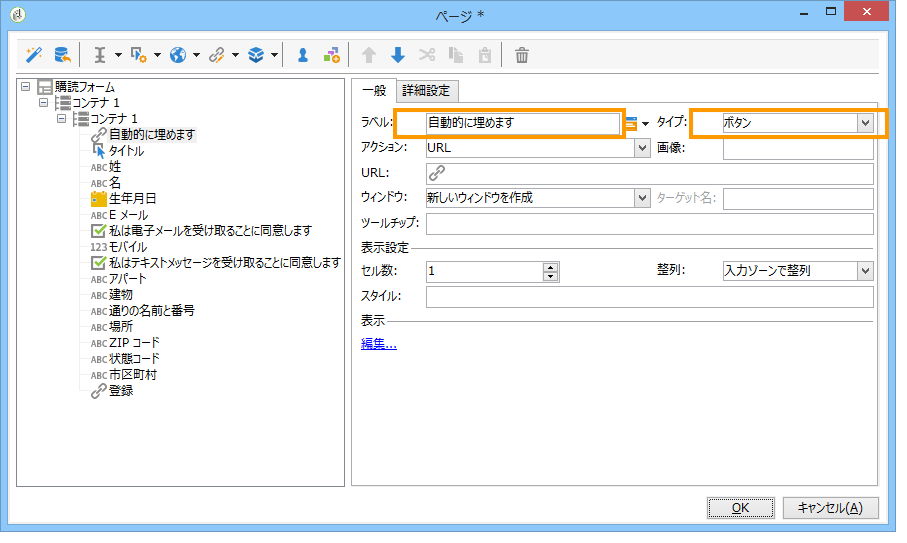 ページ *
購読フォーム
コンテナ 1
コンテナ 1
自動的に埋めます
タイトル
ABC 姓
ABC 名
生年月日
ABC E メール
私は電子メールを受け取ることに同意します
123 モバイル
私はテキストメッセージを受け取ることに同意します
ABC アパート
ABC 建物
ABC 通りの名前と番号
ABC 場所
ABC ZIP コード
ABC 状態コード
ABC 市区町村
登録
一般 詳細設定
ラベル: 自動的に埋めます タイプ: ボタン
アクション: URL 画像:
URL:
ウィンドウ: 新しいウィンドウを作成 ターゲット名:
ツールチップ:
表示設定
セル数: 1 整列: 入力ゾーンで整列
スタイル:
表示
編集...
OK キャンセル(A)